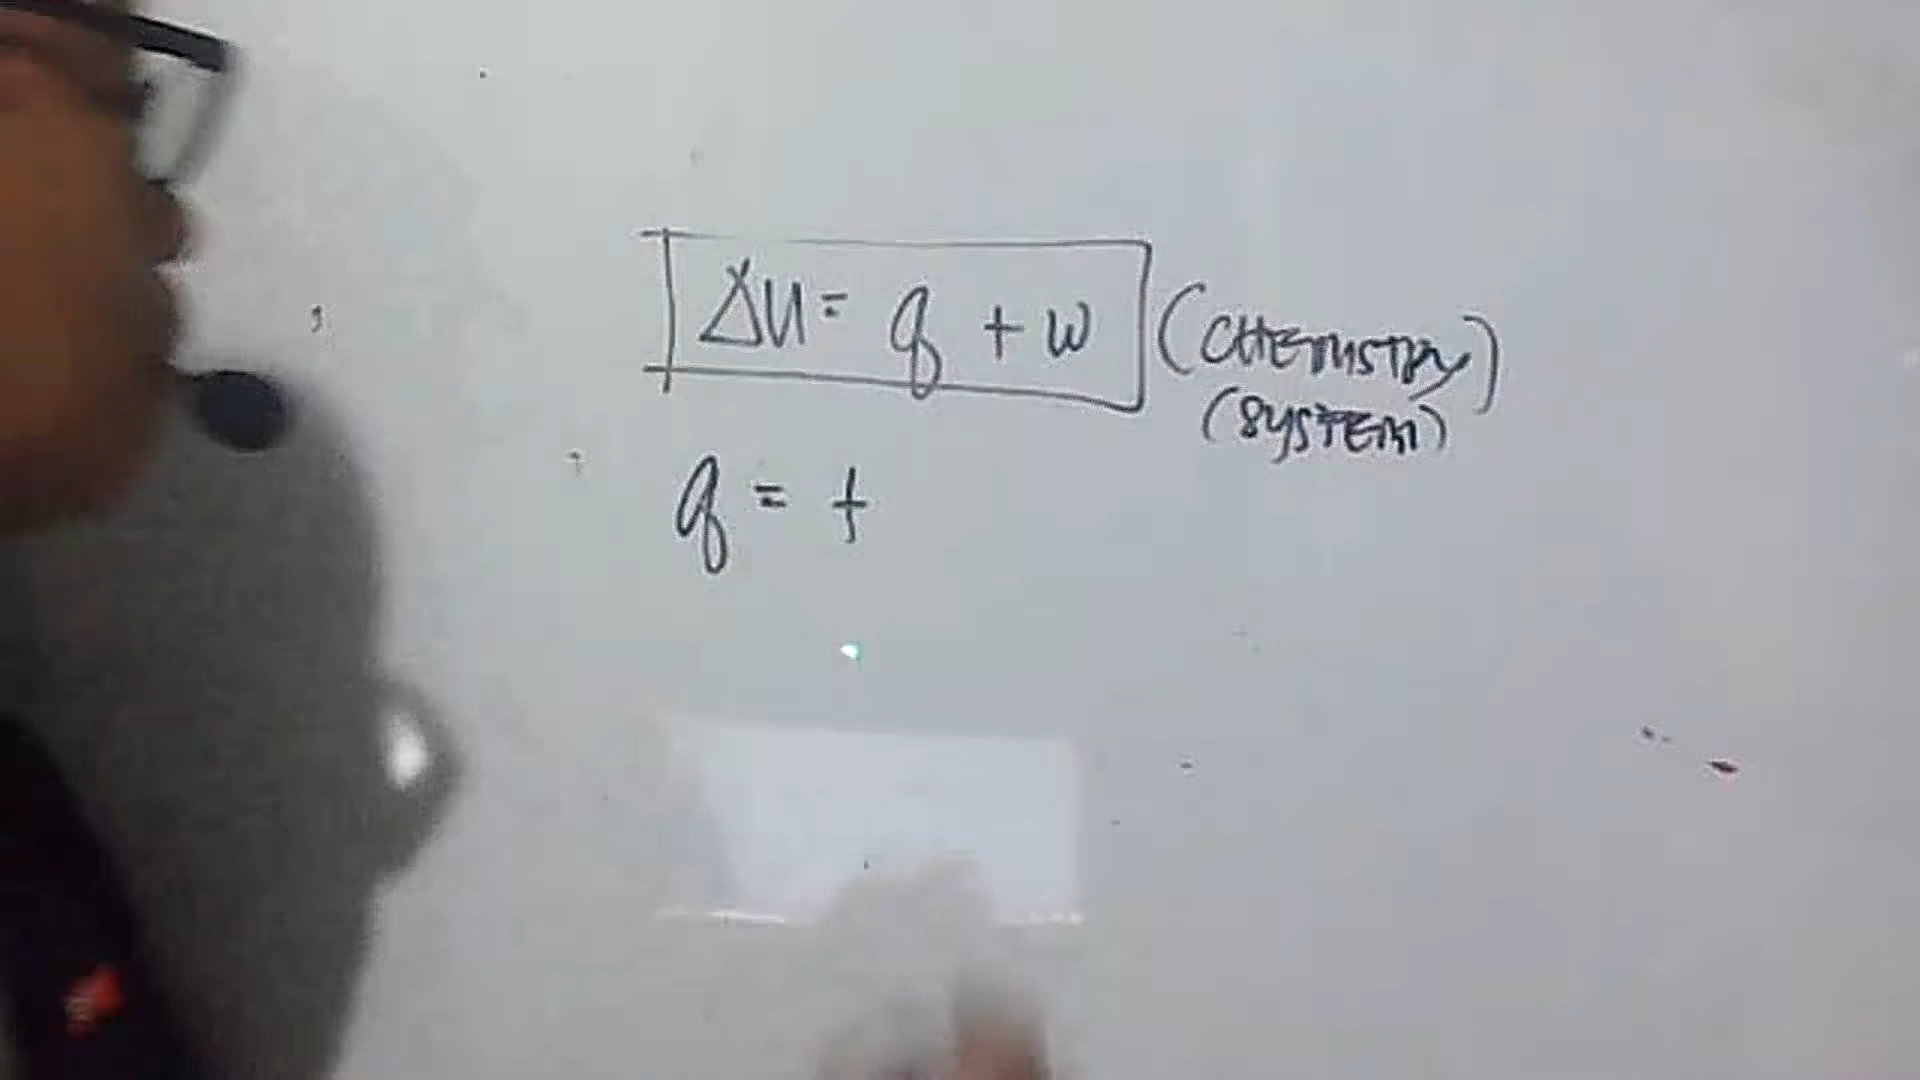 ΔU = q + w (CHEMISTRY)
(SYSTEM)
q = +